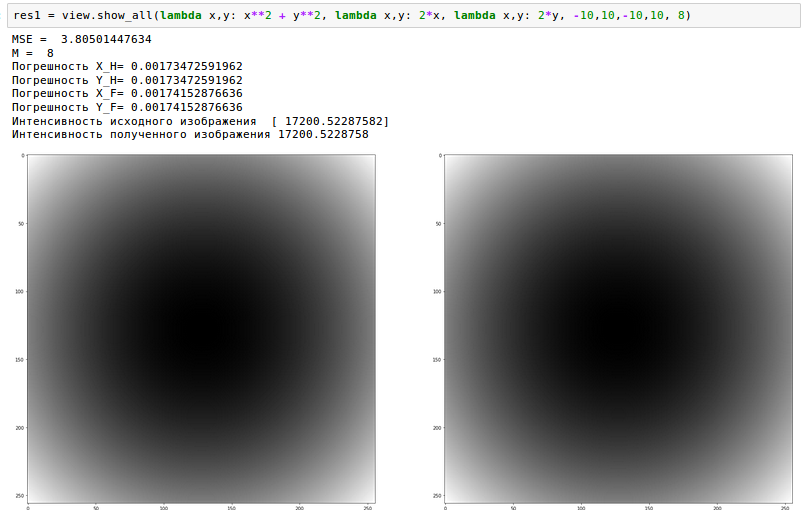 res1 = view.show_all(lambda x,y: x**2 + y**2, lambda x,y: 2*x, lambda x,y: 2*y, -10,10,-10,10, 8)
MSE =  3.80501447634
M =  8
Погрешность X_H= 0.00173472591962
Погрешность Y_H= 0.00173472591962
Погрешность X_F= 0.00174152876636
Погрешность Y_F= 0.00174152876636
Интенсивность исходного изображения  [ 17200.52287582]
Интенсивность полученного изображения 17200.5228758
0
50
100
150
200
250
0 50 100 150 200 250
0
50
100
150
200
250
0 50 100 150 200 250